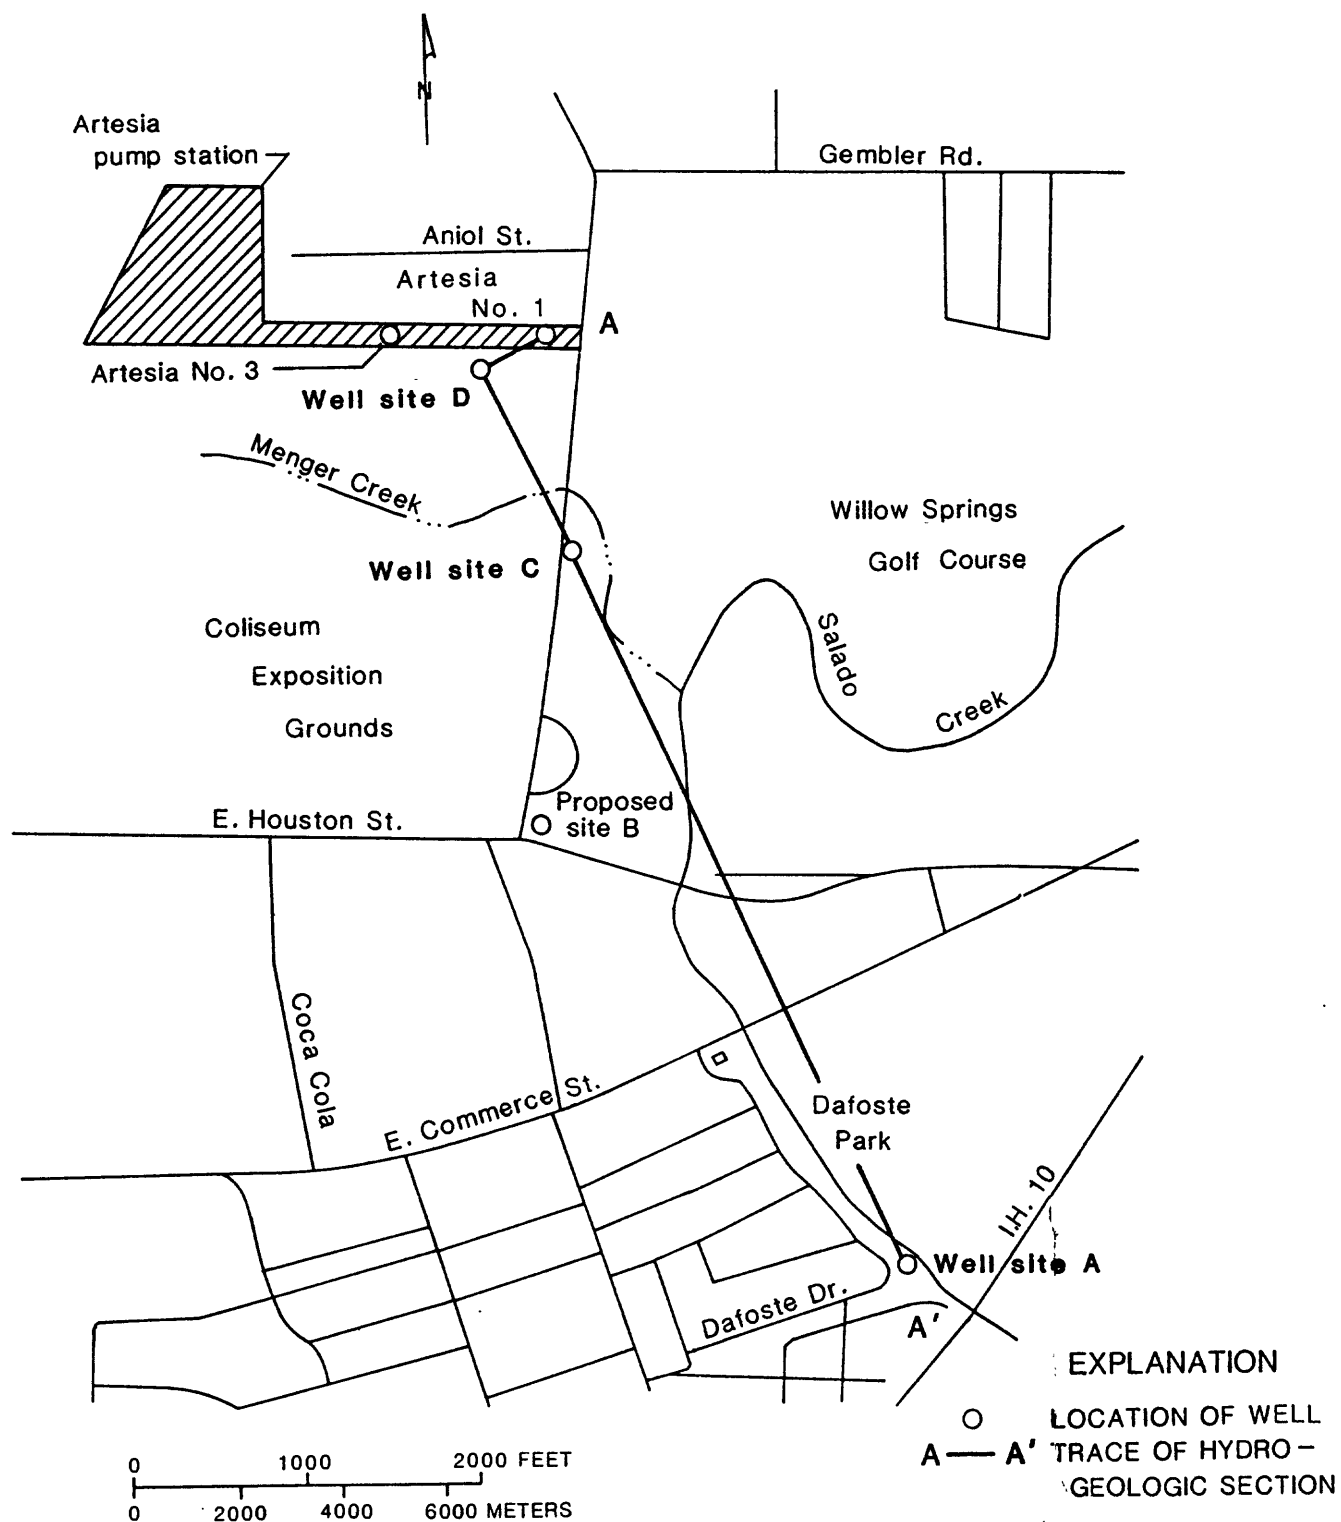 N
Artesia
pump station
Gembler Rd.
Aniol St.
Artesia
No. 1
A
Artesia No. 3
Well site D
Menger Creek
Willow Springs
Golf Course
Well site C
Coliseum
Exposition
Grounds
Salado
Creek
Proposed
site B
E. Houston St.
Coca Cola
E. Commerce St.
Dafoste
Park
I.H. 10
Well site A
Dafoste Dr.
A'
EXPLANATION
LOCATION OF WELL
A — A' TRACE OF HYDRO-
GEOLOGIC SECTION
0 1000 2000 FEET
0 2000 4000 6000 METERS